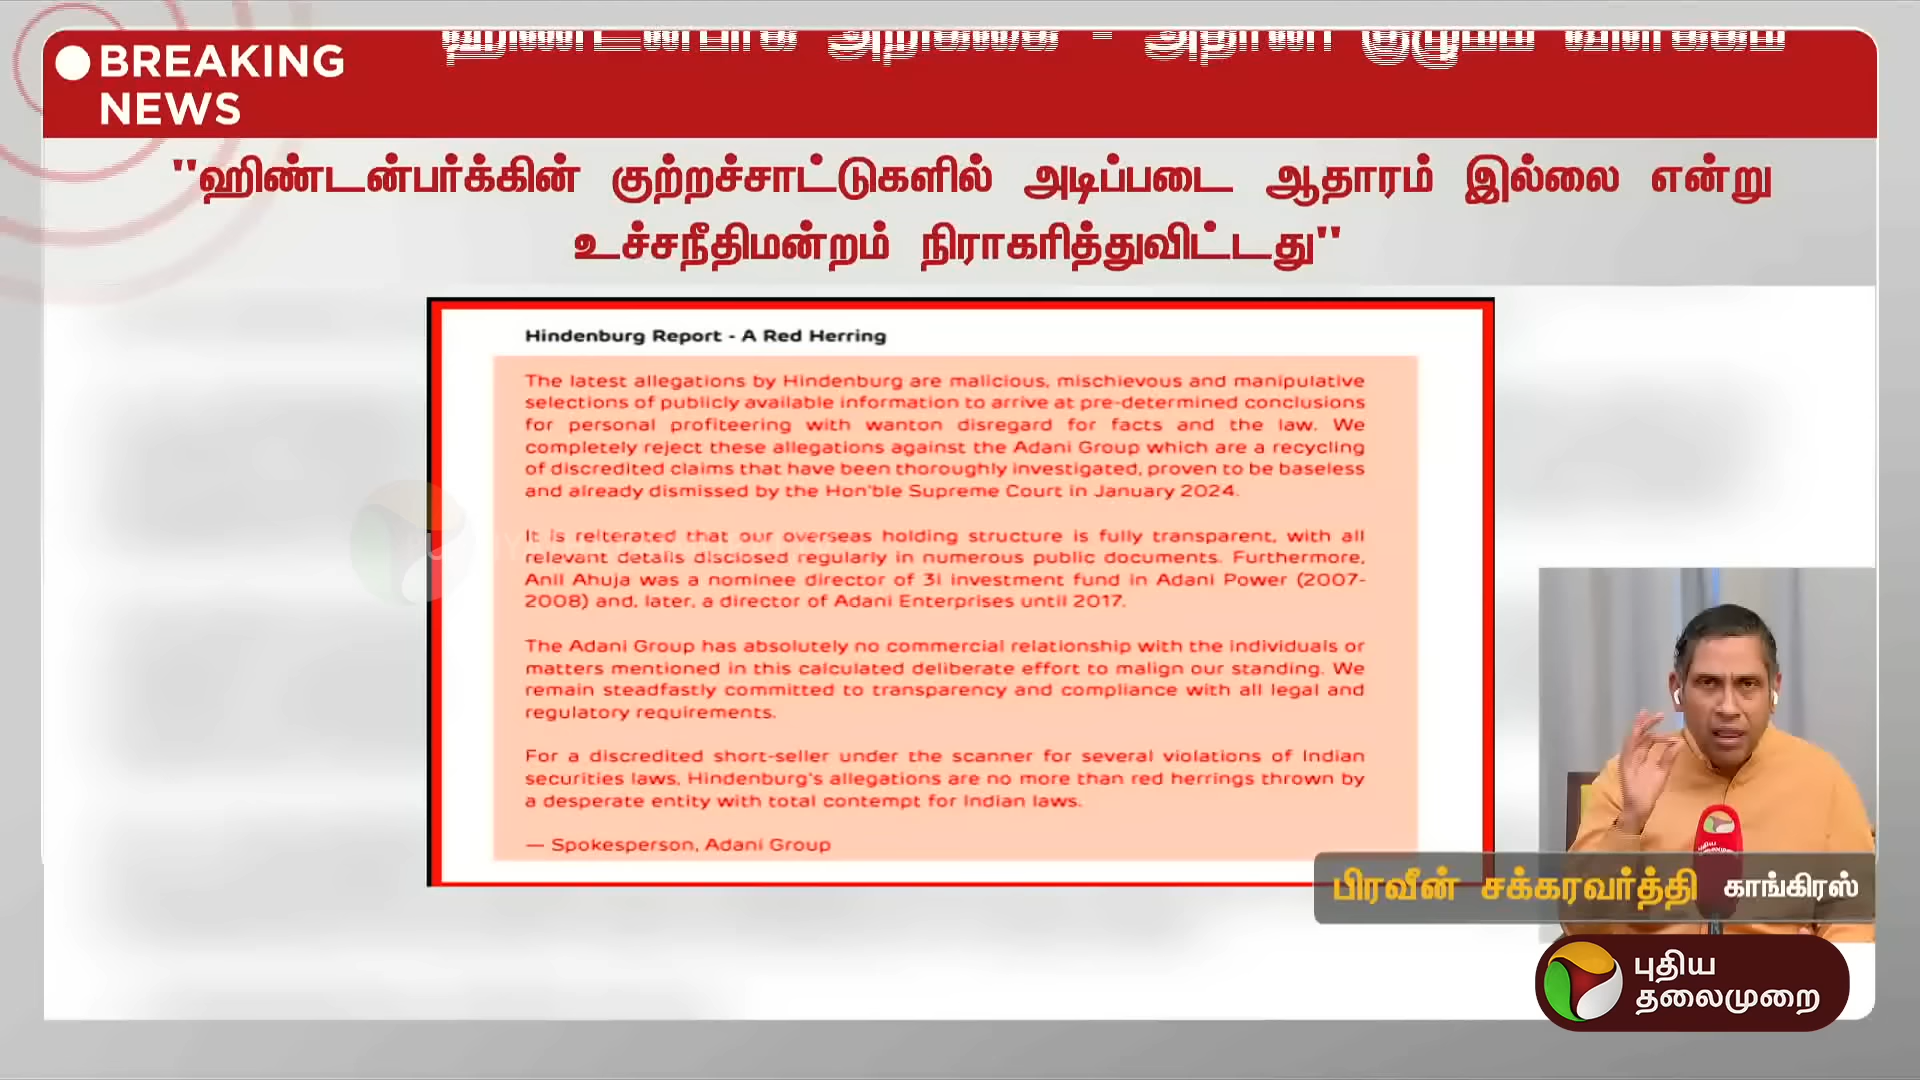 BREAKING
NEWS
"ஹிண்டன்பர்க்கின் குற்றச்சாட்டுகளில் அடிப்படை ஆதாரம் இல்லை என்று
உச்சநீதிமன்றம் நிராகரித்துவிட்டது"
Hindenburg Report - A Red Herring
The latest allegations by Hindenburg are malicious, mischievous and manipulative
selections of publicly available information to arrive at pre-determined conclusions
for personal profiteering with wanton disregard for facts and the law. We
completely reject these allegations against the Adani Group which are a recycling
of discredited claims that have been thoroughly investigated, proven to be baseless
and already dismissed by the Hon'ble Supreme Court in January 2024.
It is reiterated that our overseas holding structure is fully transparent, with all
relevant details disclosed regularly in numerous public documents. Furthermore,
Anil Ahuja was a nominee director of 3i investment fund in Adani Power (2007-
2008) and, later, a director of Adani Enterprises until 2017.
The Adani Group has absolutely no commercial relationship with the individuals or
matters mentioned in this calculated deliberate effort to malign our standing. We
remain steadfastly committed to transparency and compliance with all legal and
regulatory requirements.
For a discredited short-seller under the scanner for several violations of Indian
securities laws, Hindenburg's allegations are no more than red herrings thrown by
a desperate entity with total contempt for Indian laws.
— Spokesperson, Adani Group
பிரவீன் சக்கரவர்த்தி காங்கிரஸ்
புதிய
தலைமுறை